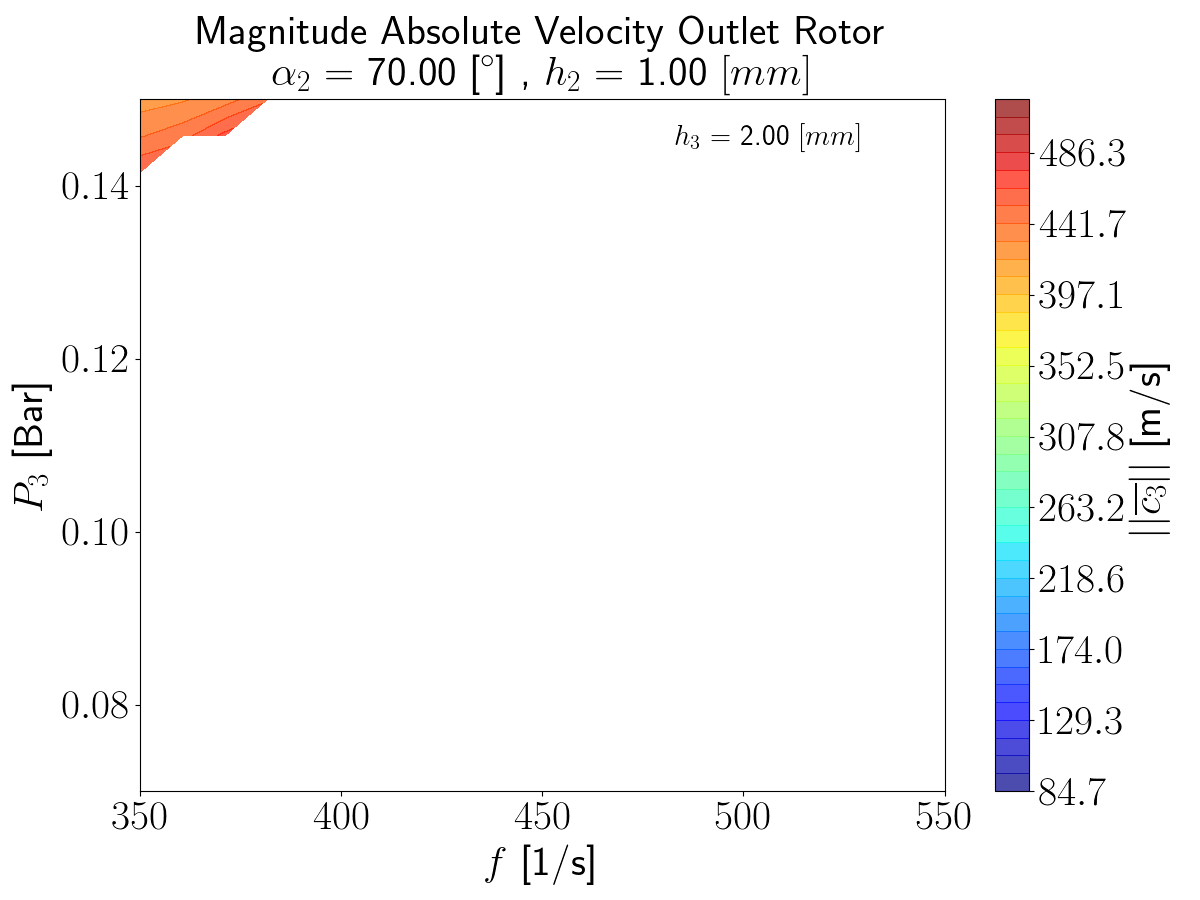 Magnitude Absolute Velocity Outlet Rotor
α₂ = 70.00 [°] , h₂ = 1.00 [mm]
h₃ = 2.00 [mm]
0.14
0.12
0.10
0.08
P₃ [Bar]
350 400 450 500 550
f [1/s]
486.3
441.7
397.1
352.5
307.8
263.2
218.6
174.0
129.3
84.7
||c̅₃|| [m/s]